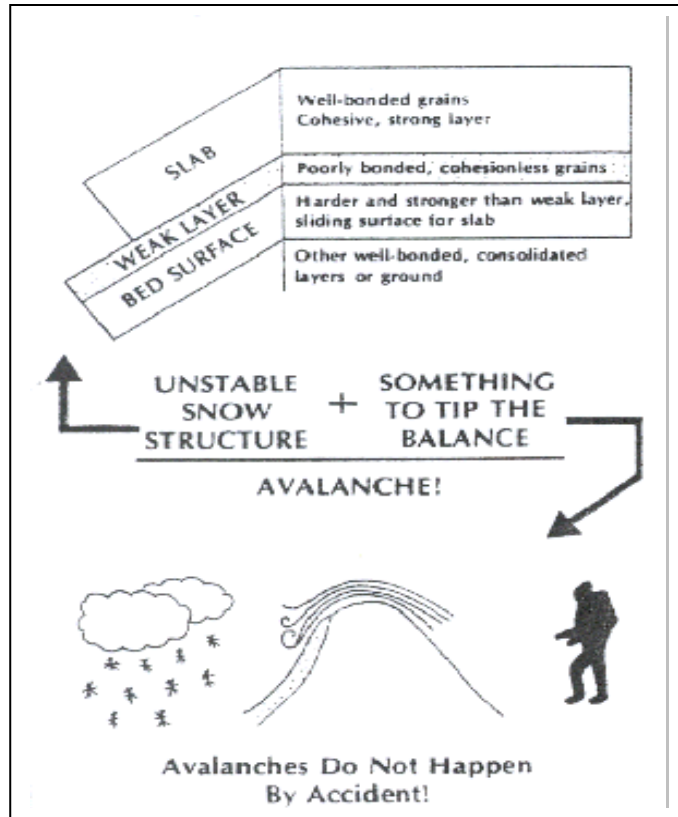 Well-bonded grains
Cohesive, strong layer
SLAB
Poorly bonded, cohesionless grains
WEAK LAYER
Harder and stronger than weak layer,
sliding surface for slab
BED SURFACE
Other well-bonded, consolidated
layers or ground
UNSTABLE
SNOW
STRUCTURE
+
SOMETHING
TO TIP THE
BALANCE
AVALANCHE!
Avalanches Do Not Happen
By Accident!